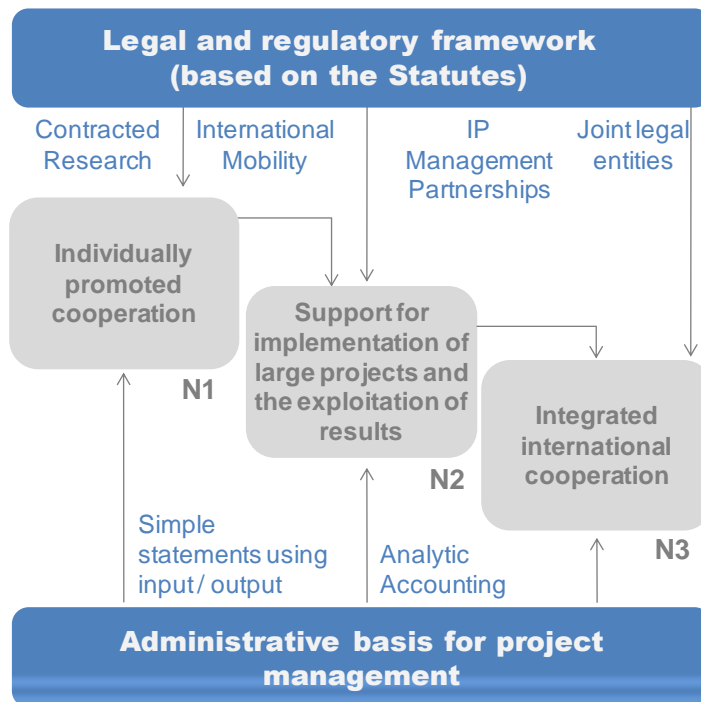 Legal and regulatory framework
(based on the Statutes)
Contracted
Research
International
Mobility
IP
Management
Partnerships
Joint legal
entities
Individually
promoted
cooperation
N1
Support for
implementation of
large projects and
the exploitation of
results
N2
Integrated
international
cooperation
N3
Simple
statements using
input / output
Analytic
Accounting
Administrative basis for project
management